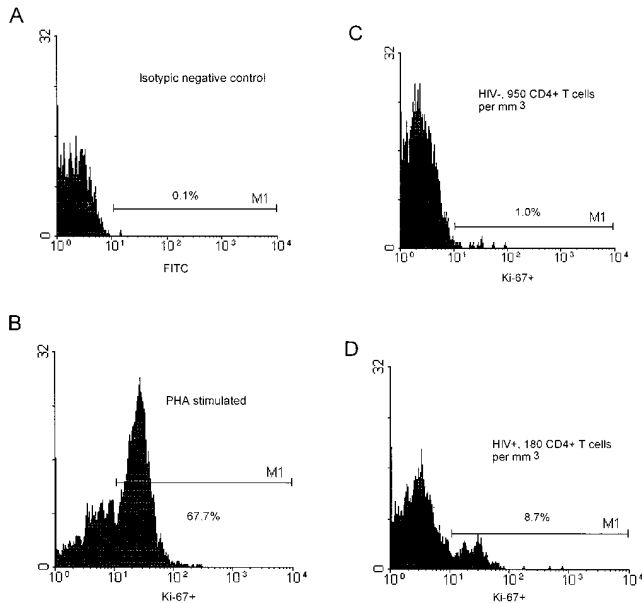 A
32
Isotypic negative control
0.1%
M1
0
10^0 10^1 10^2 10^3 10^4
FITC
B
32
PHA stimulated
M1
67.7%
0
10^0 10^1 10^2 10^3 10^4
Ki-67+
C
32
HIV-, 950 CD4+ T cells
per mm 3
1.0%
M1
0
10^0 10^1 10^2 10^3 10^4
Ki-67+
D
32
HIV+, 180 CD4+ T cells
per mm 3
8.7%
M1
0
10^0 10^1 10^2 10^3 10^4
Ki-67+